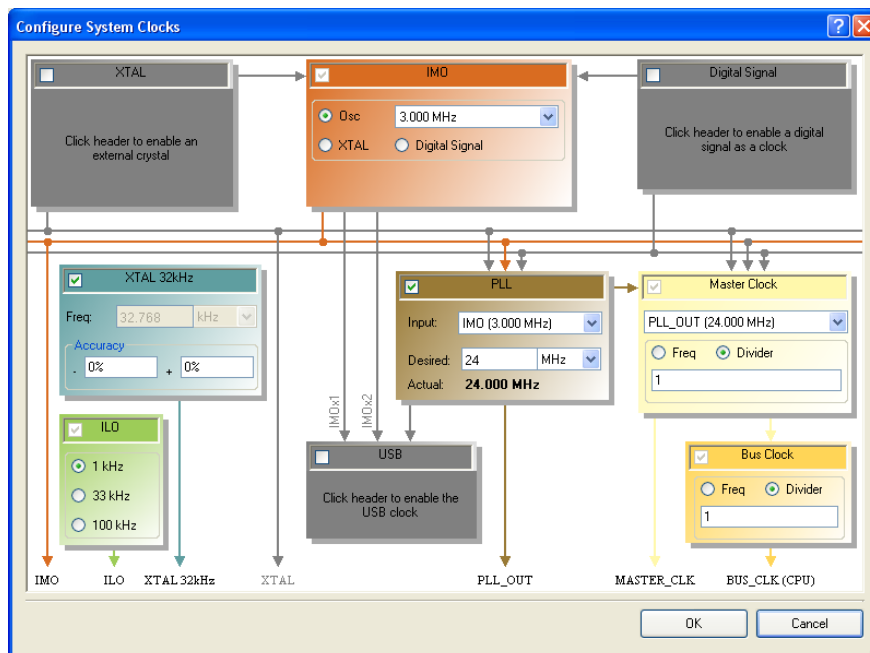 Configure System Clocks
XTAL
Click header to enable an
external crystal
IMO
Osc
3.000 MHz
XTAL
Digital Signal
Digital Signal
Click header to enable a digital
signal as a clock
XTAL 32kHz
Freq:
32.768
kHz
Accuracy
-
0%
+
0%
PLL
Input:
IMO (3.000 MHz)
Desired:
24
MHz
Actual:
24.000 MHz
Master Clock
PLL_OUT (24.000 MHz)
Freq
Divider
1
ILO
1 kHz
33 kHz
100 kHz
IMOx1
IMOx2
USB
Click header to enable the
USB clock
Bus Clock
Freq
Divider
1
IMO
ILO
XTAL 32kHz
XTAL
PLL_OUT
MASTER_CLK
BUS_CLK (CPU)
OK
Cancel